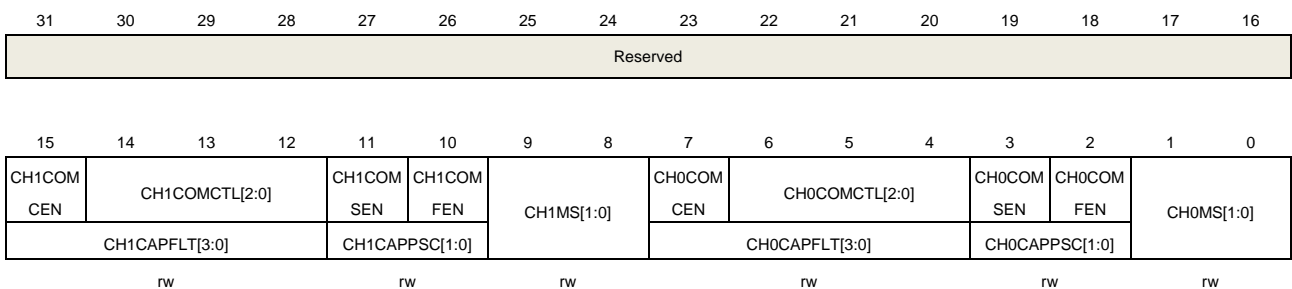 31 30 29 28 27 26 25 24 23 22 21 20 19 18 17 16
Reserved
15 14 13 12 11 10 9 8 7 6 5 4 3 2 1 0
CH1COM CEN CH1COMCTL[2:0] CH1COM SEN CH1COM FEN CH1MS[1:0] CH0COM CEN CH0COMCTL[2:0] CH0COM SEN CH0COM FEN CH0MS[1:0]
CH1CAPFLT[3:0] CH1CAPPSC[1:0] CH0CAPFLT[3:0] CH0CAPPSC[1:0]
rw rw rw rw rw rw